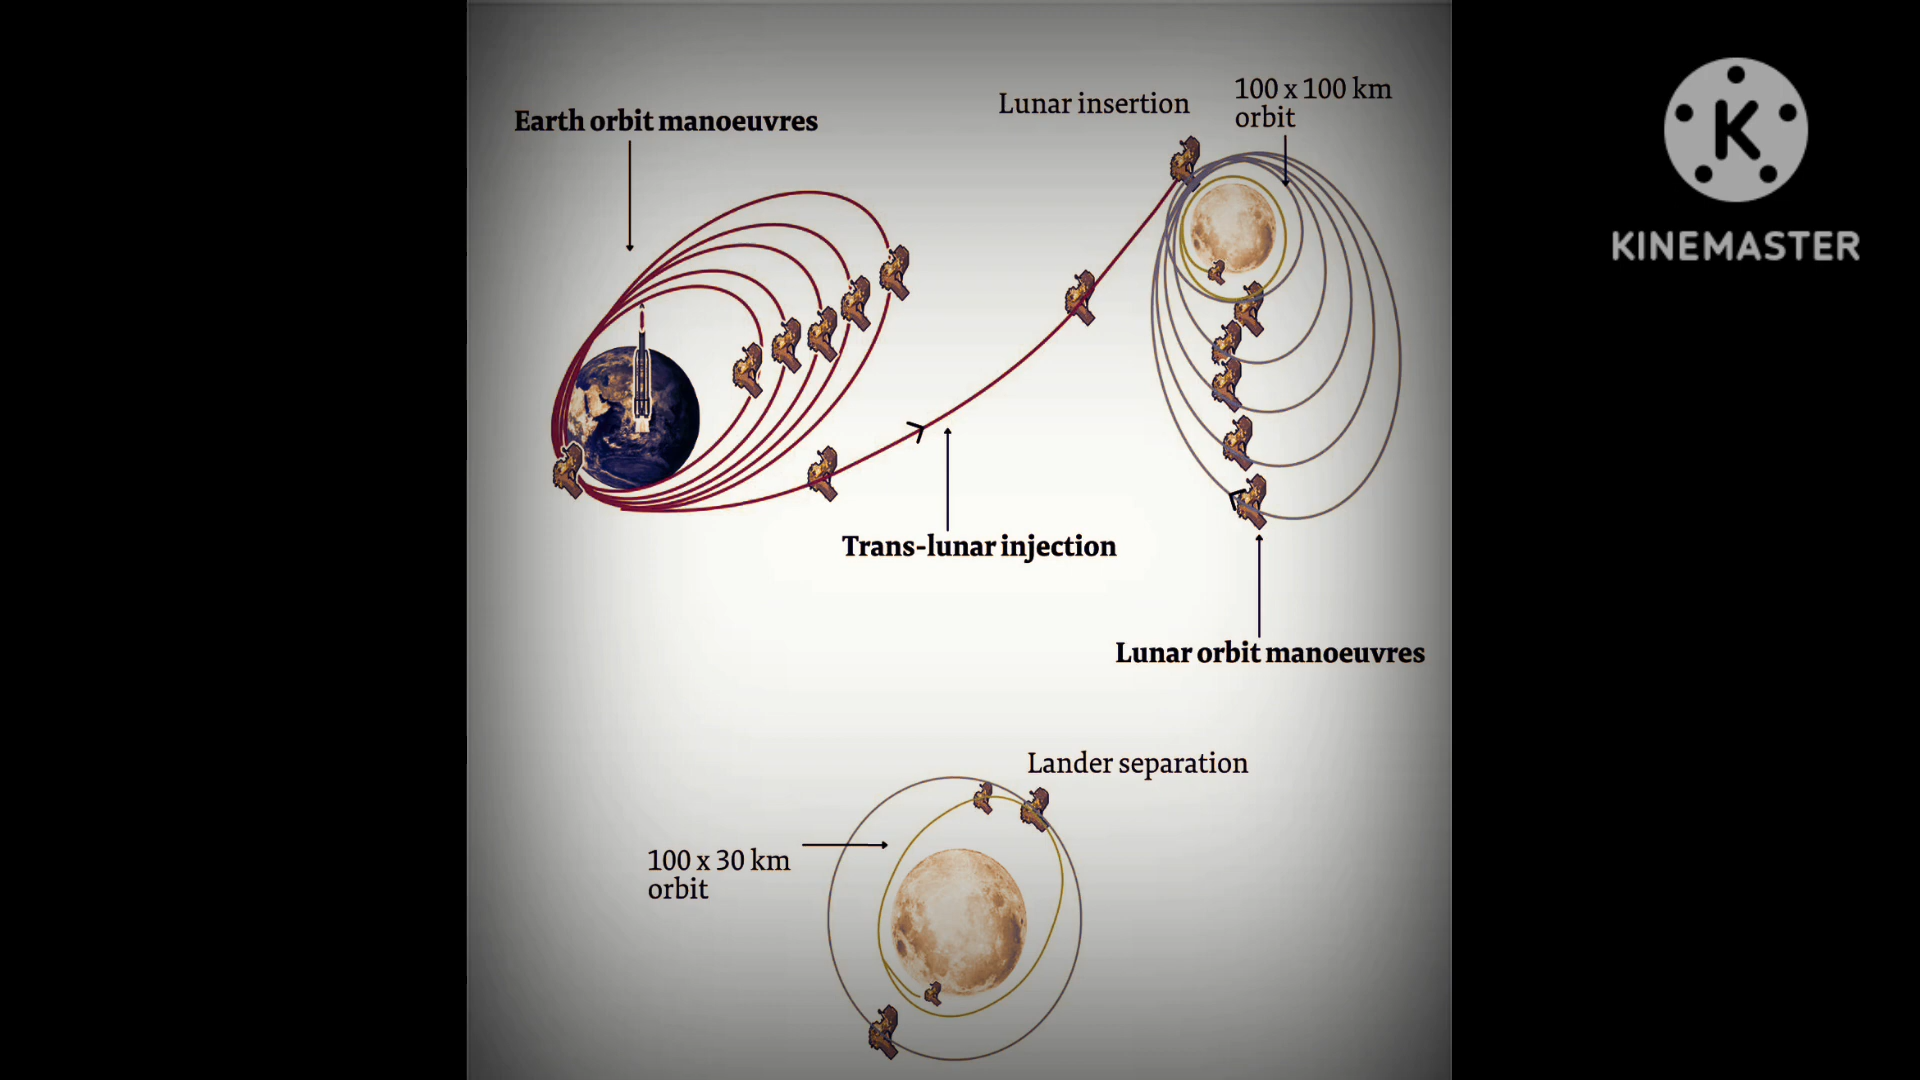 Earth orbit manoeuvres
Lunar insertion
100 x 100 km
orbit
K
KINEMASTER
Trans-lunar injection
Lunar orbit manoeuvres
Lander separation
100 x 30 km
orbit